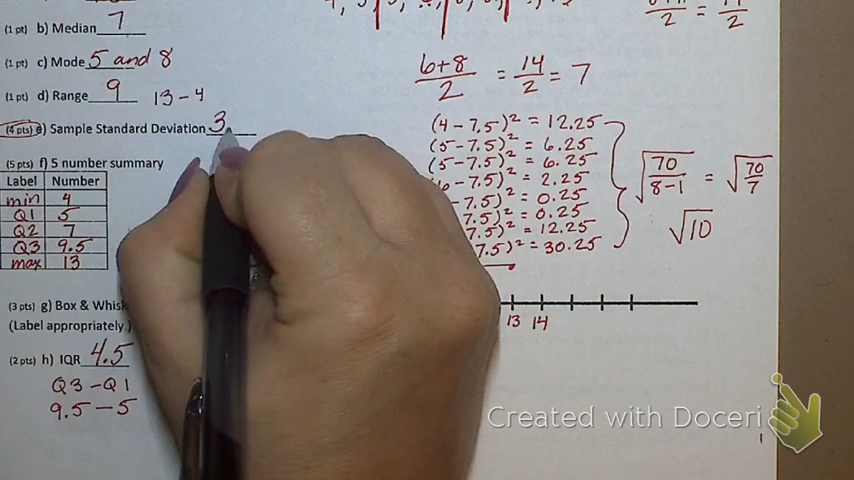 (1 pt) b) Median 7
(1 pt) c) Mode 5 and 8
(1 pt) d) Range 9 13 - 4
(4 pts) e) Sample Standard Deviation 3.
(5 pts) f) 5 number summary
Label Number
min 4
Q1 5
Q2 7
Q3 9.5
max 13
(3 pts) g) Box & Whisk
(Label appropriately.)
(2 pts) h) IQR 4.5
Q3 - Q1
9.5 - 5
6+8/2 = 14/2 = 7
(4 - 7.5)² = 12.25
(5 - 7.5)² = 6.25
(5 - 7.5)² = 6.25
(6 - 7.5)² = 2.25
- 7.5)² = 0.25
7.5)² = 0.25
7.5)² = 12.25
7.5)² = 30.25
√70/8-1 = √70/7
√10
13 14
Created with Doceri
1